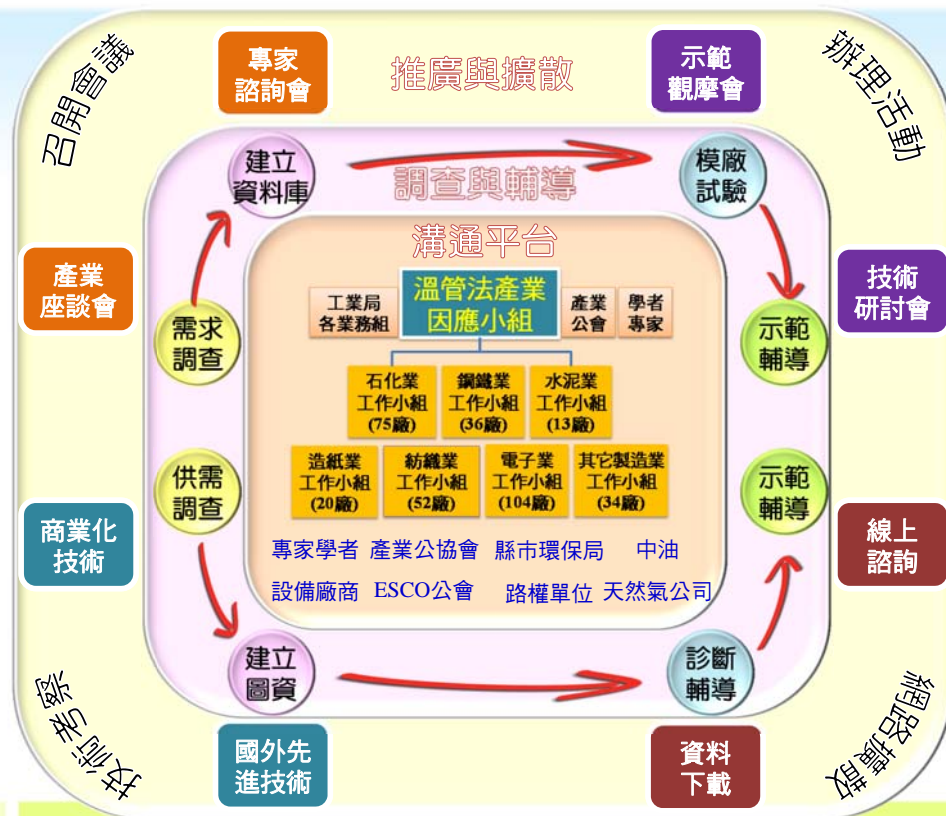 召開會議
專家
諮詢會
推廣與擴散
示範
觀摩會
辦理活動
建立
資料庫
調查與輔導
模廠
試驗
溝通平台
產業
座談會
需求
調查
工業局
各業務組
溫管法產業
因應小組
產業
公會
學者
專家
技術
研討會
示範
輔導
石化業
工作小組
(75廠)
鋼鐵業
工作小組
(36廠)
水泥業
工作小組
(13廠)
造紙業
工作小組
(20廠)
紡織業
工作小組
(52廠)
電子業
工作小組
(104廠)
其它製造業
工作小組
(34廠)
供需
調查
示範
輔導
商業化
技術
線上
諮詢
專家學者 產業公協會 縣市環保局 中油
設備廠商 ESCO公會 路權單位 天然氣公司
建立
圖資
診斷
輔導
技術考察
國外先
進技術
資料
下載
網路擴散